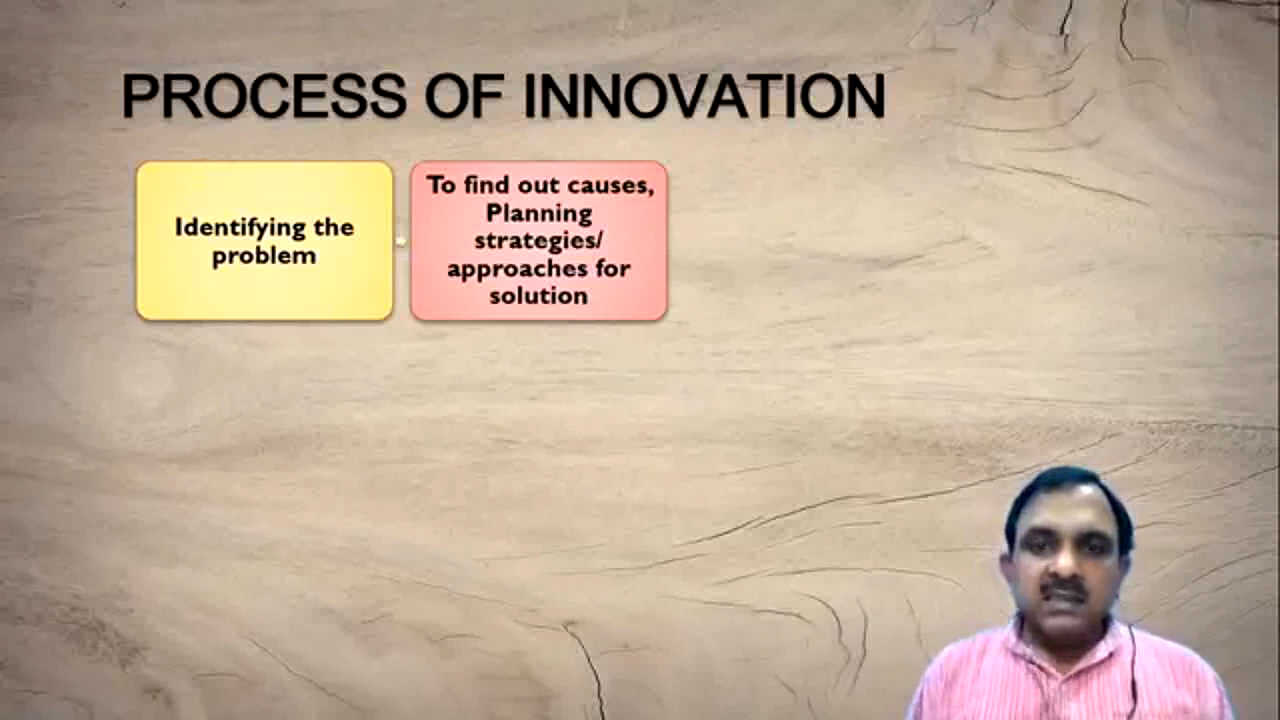 PROCESS OF INNOVATION
Identifying the
problem
To find out causes,
Planning
strategies/
approaches for
solution